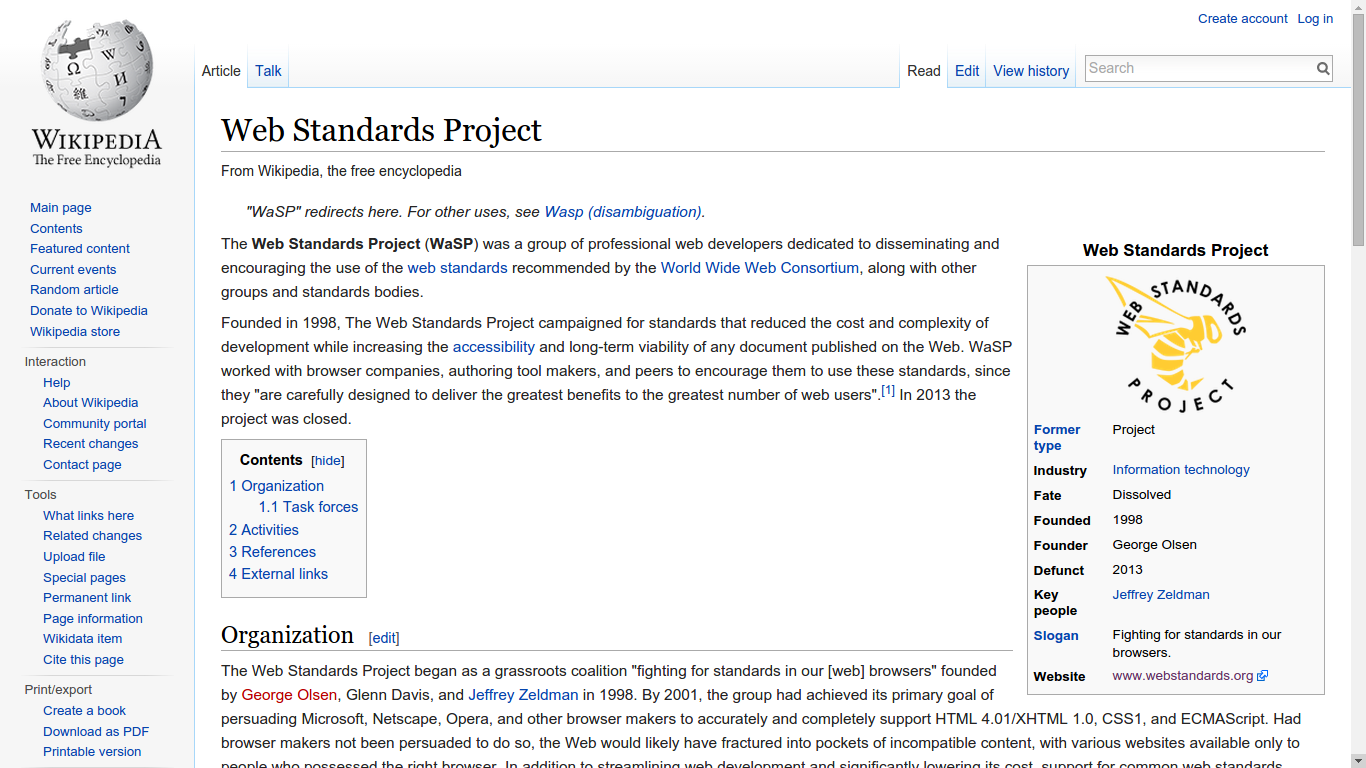 Create account Log in
Article Talk Read Edit View history Search
WIKIPEDIA
The Free Encyclopedia
Main page
Contents
Featured content
Current events
Random article
Donate to Wikipedia
Wikipedia store
Interaction
Help
About Wikipedia
Community portal
Recent changes
Contact page
Tools
What links here
Related changes
Upload file
Special pages
Permanent link
Page information
Wikidata item
Cite this page
Print/export
Create a book
Download as PDF
Printable version
Web Standards Project
From Wikipedia, the free encyclopedia
"WaSP" redirects here. For other uses, see Wasp (disambiguation).
The Web Standards Project (WaSP) was a group of professional web developers dedicated to disseminating and
encouraging the use of the web standards recommended by the World Wide Web Consortium, along with other
groups and standards bodies.
Founded in 1998, The Web Standards Project campaigned for standards that reduced the cost and complexity of
development while increasing the accessibility and long-term viability of any document published on the Web. WaSP
worked with browser companies, authoring tool makers, and peers to encourage them to use these standards, since
they "are carefully designed to deliver the greatest benefits to the greatest number of web users".[1] In 2013 the
project was closed.
Web Standards Project
WEB STANDARDS
PROJECT
Former type Project
Industry Information technology
Fate Dissolved
Founded 1998
Founder George Olsen
Defunct 2013
Key people Jeffrey Zeldman
Slogan Fighting for standards in our
browsers.
Website www.webstandards.org
Contents [hide]
1 Organization
1.1 Task forces
2 Activities
3 References
4 External links
Organization [edit]
The Web Standards Project began as a grassroots coalition "fighting for standards in our [web] browsers" founded
by George Olsen, Glenn Davis, and Jeffrey Zeldman in 1998. By 2001, the group had achieved its primary goal of
persuading Microsoft, Netscape, Opera, and other browser makers to accurately and completely support HTML 4.01/XHTML 1.0, CSS1, and ECMAScript. Had
browser makers not been persuaded to do so, the Web would likely have fractured into pockets of incompatible content, with various websites available only to
people who possessed the right browser. In addition to streamlining web development and significantly lowering its cost, support for common web standards